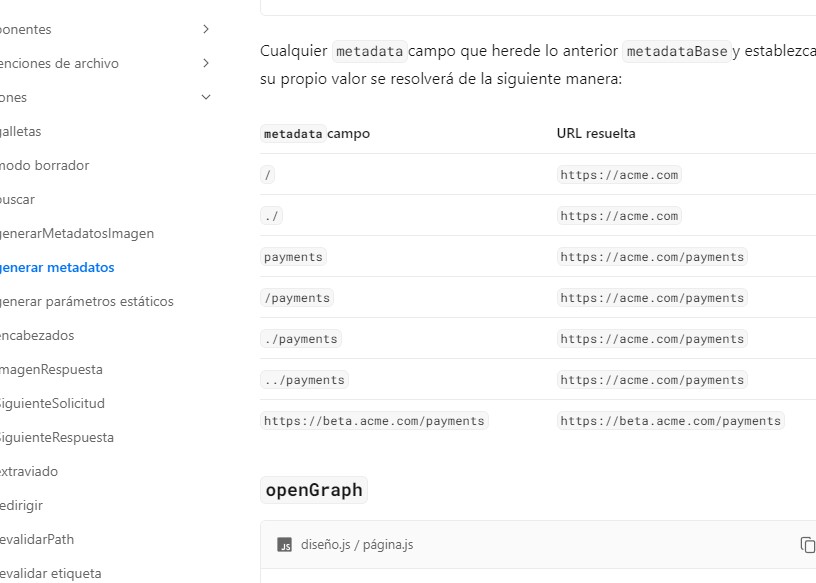 ponentes
enciones de archivo
ones
galletas
modo borrador
buscar
generarMetadatosImagen
generar metadatos
generar parámetros estáticos
encabezados
magenRespuesta
SiguienteSolicitud
SiguienteRespuesta
extraviado
edirigir
evalidarPath
evalidar etiqueta
Cualquier metadata campo que herede lo anterior metadataBase y establezca
su propio valor se resolverá de la siguiente manera:
metadata campo URL resuelta
/ https://acme.com
./ https://acme.com
payments https://acme.com/payments
/payments https://acme.com/payments
./payments https://acme.com/payments
../payments https://acme.com/payments
https://beta.acme.com/payments https://beta.acme.com/payments
openGraph
JS diseño.js / página.js